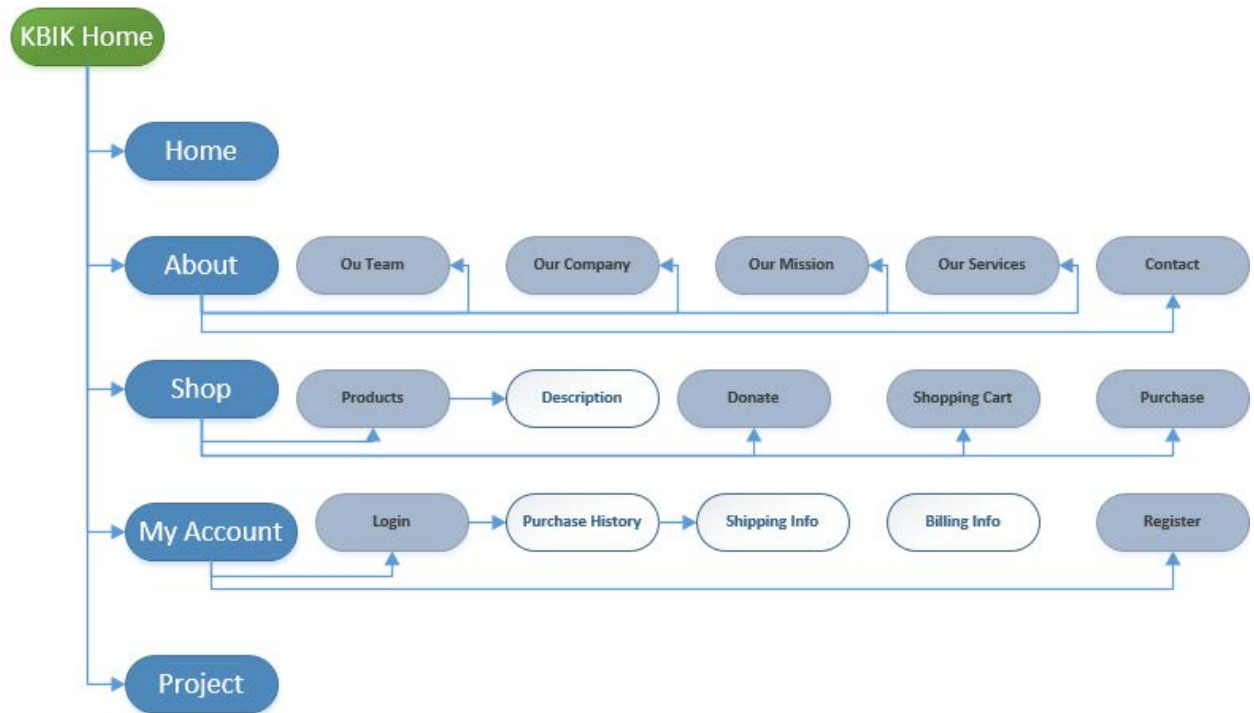 KBIK Home
Home
About
Ou Team
Our Company
Our Mission
Our Services
Contact
Shop
Products
Description
Donate
Shopping Cart
Purchase
My Account
Login
Purchase History
Shipping Info
Billing Info
Register
Project